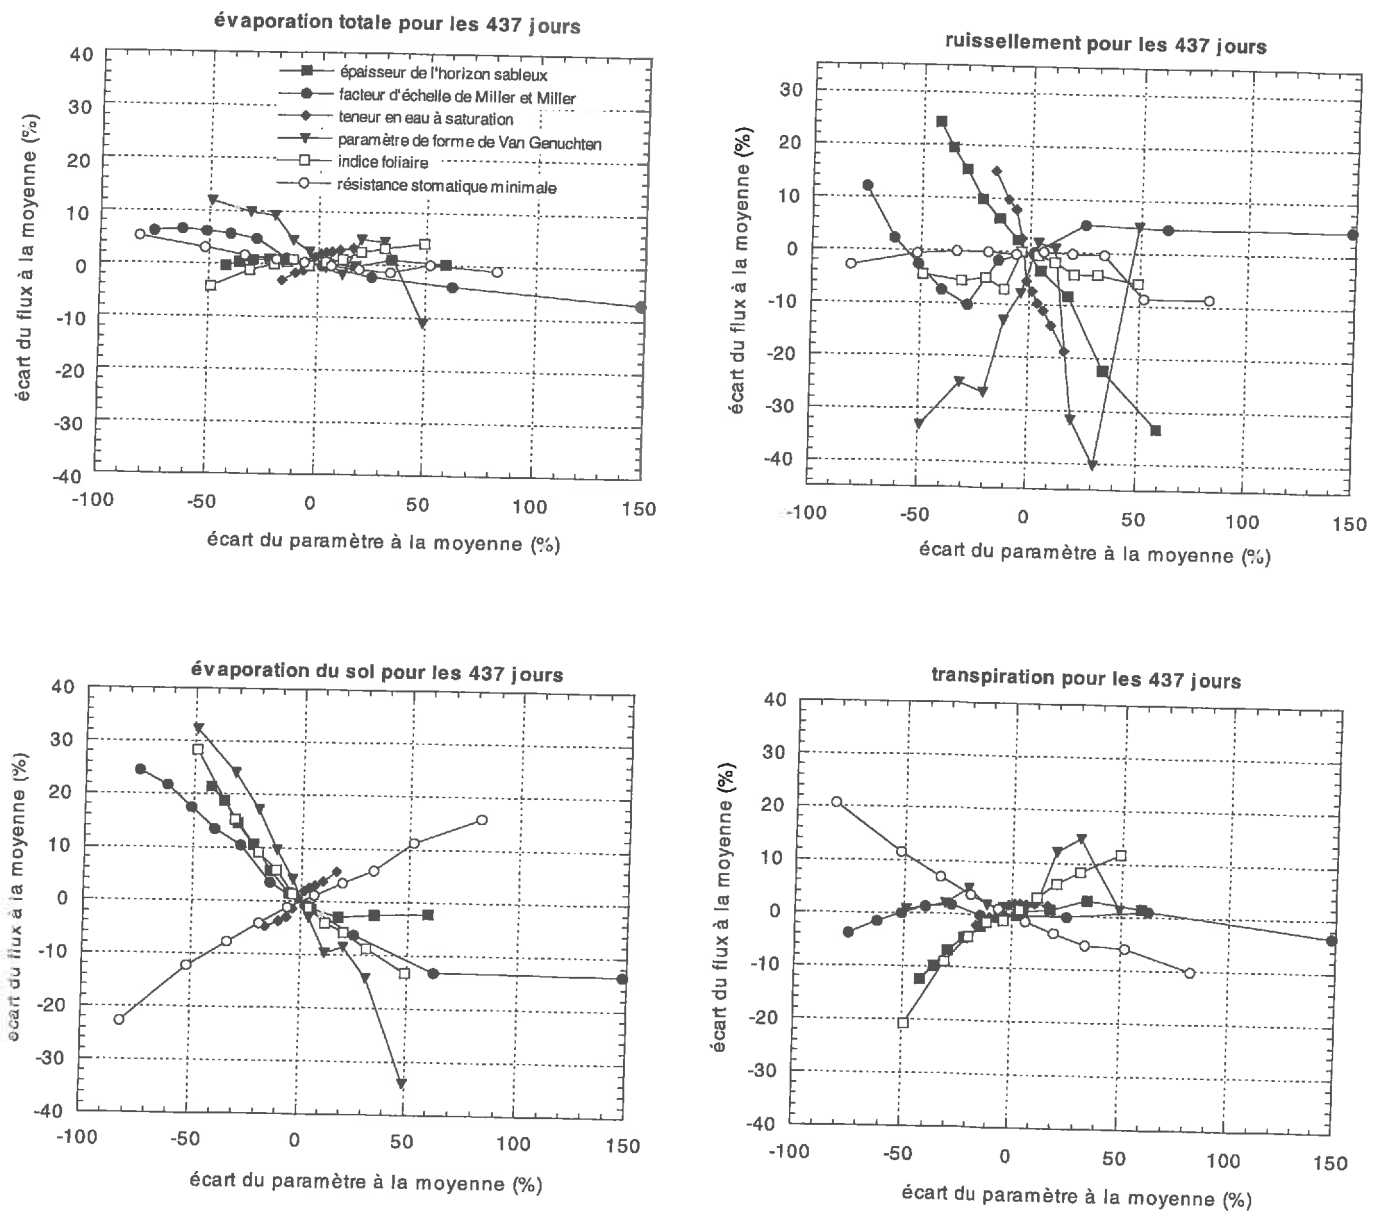 évaporation totale pour les 437 jours
écart du flux à la moyenne (%)
40
30
20
10
0
-10
-20
-30
-40
épaisseur de l'horizon sableux
facteur d'échelle de Miller et Miller
teneur en eau à saturation
paramètre de forme de Van Genuchten
indice foliaire
résistance stomatique minimale
-100 -50 0 50 100 150
écart du paramètre à la moyenne (%)
ruissellement pour les 437 jours
écart du flux à la moyenne (%)
30
20
10
0
-10
-20
-30
-40
-100 -50 0 50 100 150
écart du paramètre à la moyenne (%)
évaporation du sol pour les 437 jours
écart du flux à la moyenne (%)
40
30
20
10
0
-10
-20
-30
-40
-100 -50 0 50 100 150
écart du paramètre à la moyenne (%)
transpiration pour les 437 jours
écart du flux à la moyenne (%)
40
30
20
10
0
-10
-20
-30
-40
-100 -50 0 50 100 150
écart du paramètre à la moyenne (%)